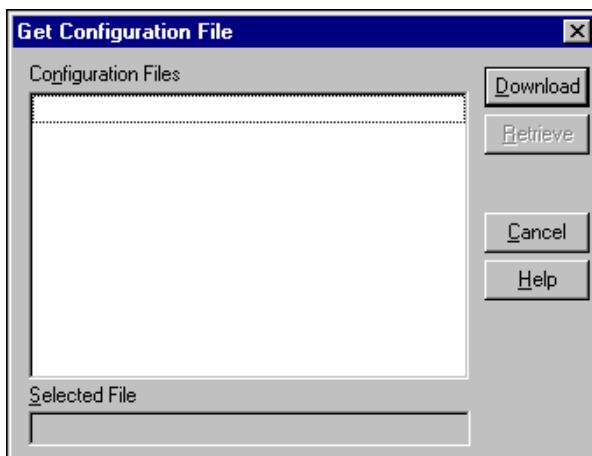 Get Configuration File
Configuration Files
Download
Retrieve
Cancel
Help
Selected File